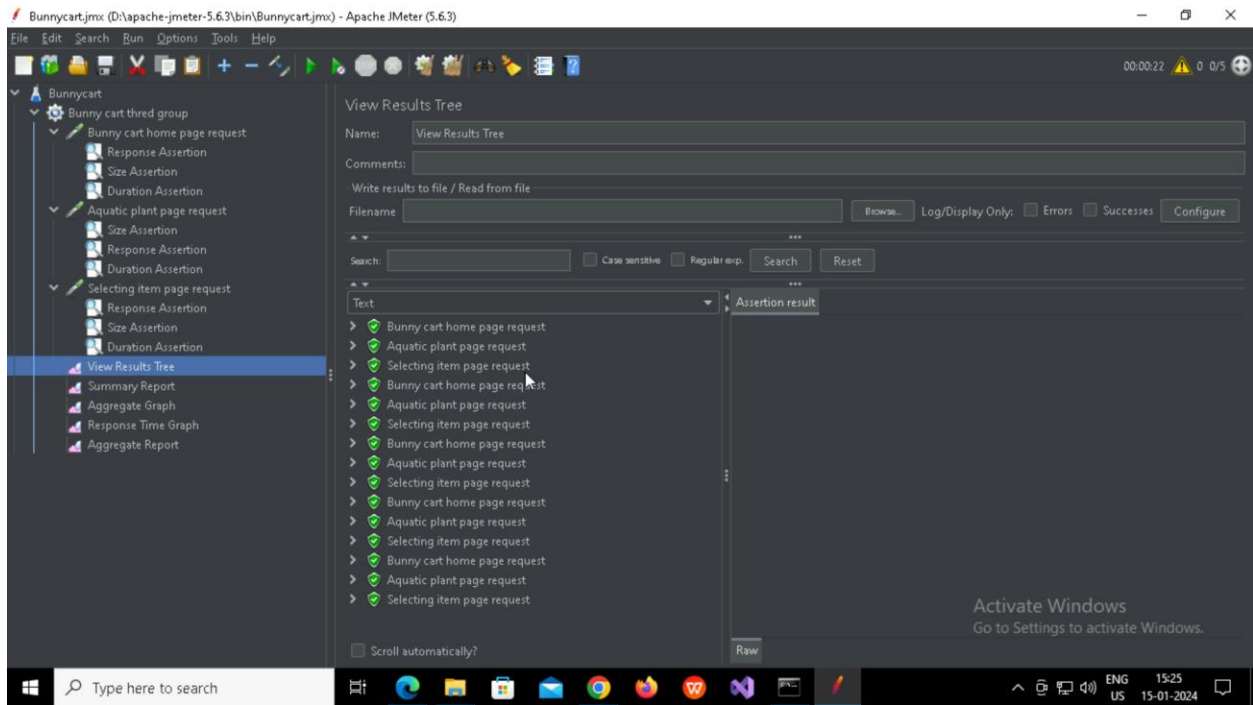 Bunnycart.jmx (D:\apache-jmeter-5.6.3\bin\Bunnycart.jmx) - Apache JMeter (5.6.3)
File Edit Search Run Options Tools Help
00:00:22 0 0/5
Bunnycart
Bunny cart thred group
Bunny cart home page request
Response Assertion
Size Assertion
Duration Assertion
Aquatic plant page request
Size Assertion
Response Assertion
Duration Assertion
Selecting item page request
Response Assertion
Size Assertion
Duration Assertion
View Results Tree
Summary Report
Aggregate Graph
Response Time Graph
Aggregate Report
View Results Tree
Name: View Results Tree
Comments:
Write results to file / Read from file
Filename Browse... Log/Display Only: Errors Successes Configure
Search: Case sensitive Regular exp. Search Reset
Text
Bunny cart home page request
Aquatic plant page request
Selecting item page request
Bunny cart home page request
Aquatic plant page request
Selecting item page request
Bunny cart home page request
Aquatic plant page request
Selecting item page request
Bunny cart home page request
Aquatic plant page request
Selecting item page request
Bunny cart home page request
Aquatic plant page request
Selecting item page request
Scroll automatically?
Assertion result
Raw
Activate Windows
Go to Settings to activate Windows.
Type here to search
ENG
US
15:25
15-01-2024